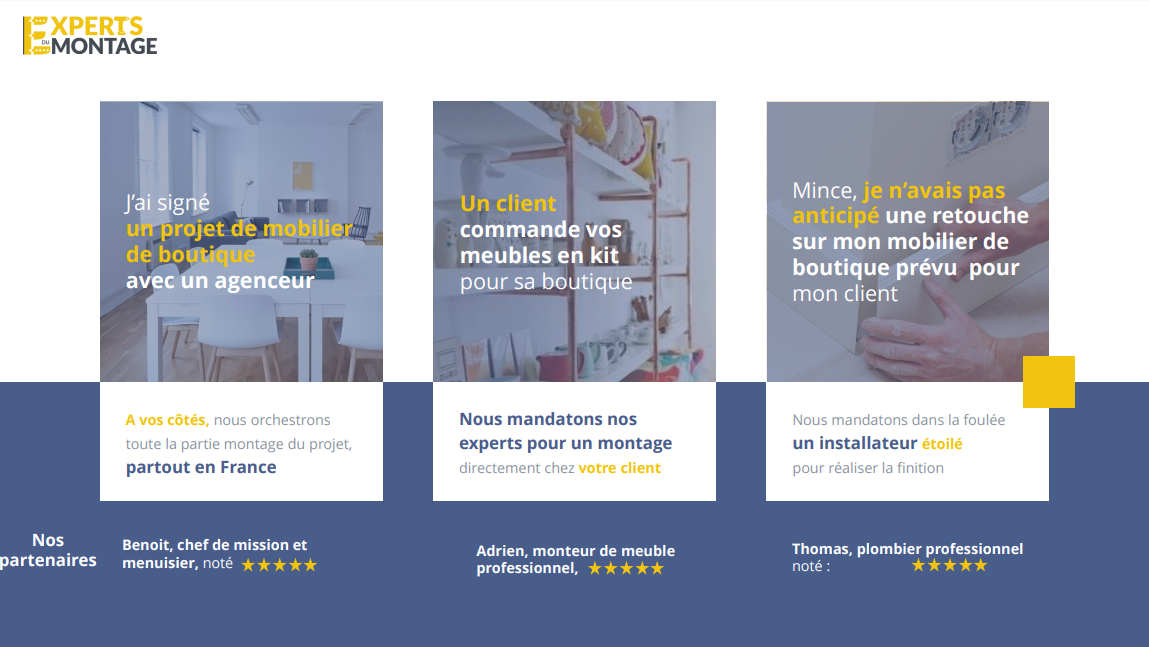 EXPERTS
DU MONTAGE
J'ai signé
un projet de mobilier
de boutique
avec un agenceur
Un client
commande vos
meubles en kit
pour sa boutique
Mince, je n'avais pas
anticipé une retouche
sur mon mobilier de
boutique prévu  pour
mon client
A vos côtés, nous orchestrons
toute la partie montage du projet,
partout en France
Nous mandatons nos
experts pour un montage
directement chez votre client
Nous mandatons dans la foulée
un installateur étoilé
pour réaliser la finition
Nos
partenaires
Benoit, chef de mission et
menuisier, noté ★★★★★
Adrien, monteur de meuble
professionnel, ★★★★★
Thomas, plombier professionnel
noté : ★★★★★